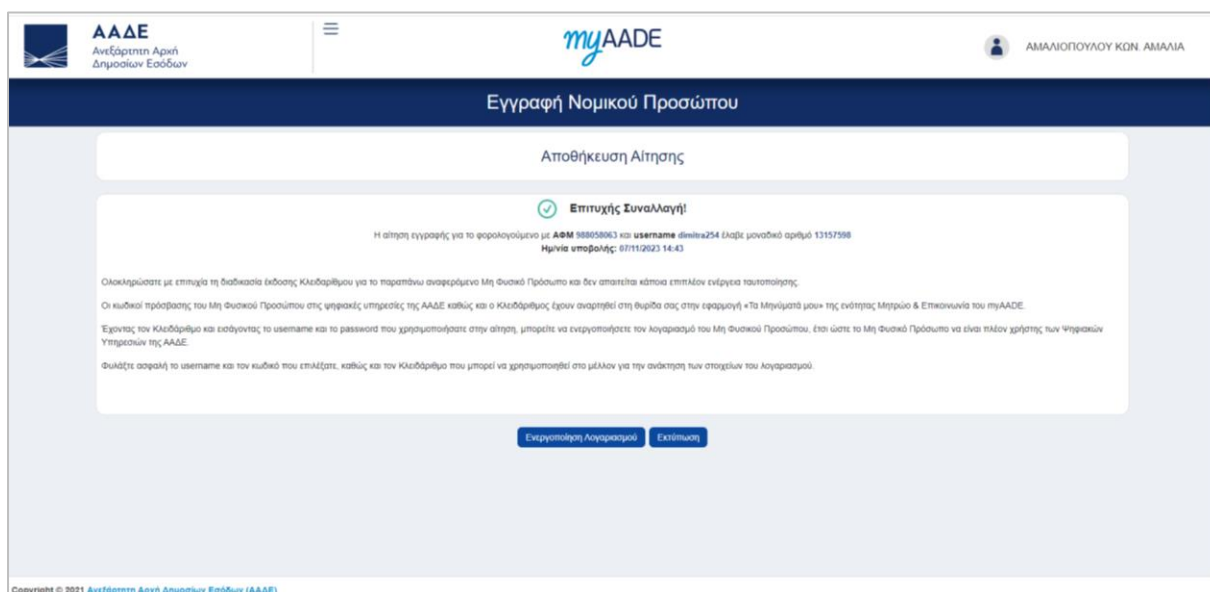 ΑΑΔΕ
Ανεξάρτητη Αρχή
Δημοσίων Εσόδων
myAADE
ΑΜΑΛΙΟΠΟΥΛΟΥ ΚΩΝ. ΑΜΑΛΙΑ
Εγγραφή Νομικού Προσώπου
Αποθήκευση Αίτησης
Επιτυχής Συναλλαγή!
Η αίτηση εγγραφής για το φορολογούμενο με ΑΦΜ 988058063 και username dimitra254 έλαβε μοναδικό αριθμό 13157598
Ημ/νία υποβολής: 07/11/2023 14:43
Ολοκληρώσατε με επιτυχία τη διαδικασία έκδοσης Κλειδαρίθμου για το παραπάνω αναφερόμενο Μη Φυσικό Πρόσωπο και δεν απαιτείται κάποια επιπλέον ενέργεια ταυτοποίησης.
Οι κωδικοί πρόσβασης του Μη Φυσικού Προσώπου στις ψηφιακές υπηρεσίες της ΑΑΔΕ καθώς και ο Κλειδάριθμος έχουν αναρτηθεί στη θυρίδα σας στην εφαρμογή «Τα Μηνύματά μου» της ενότητας Μητρώο & Επικοινωνία του myAADE.
Έχοντας τον Κλειδάριθμο και εισάγοντας το username και το password που χρησιμοποιήσατε στην αίτηση, μπορείτε να ενεργοποιήσετε τον λογαριασμό του Μη Φυσικού Προσώπου, έτσι ώστε το Μη Φυσικό Πρόσωπο να είναι πλέον χρήστης των Ψηφιακών
Υπηρεσιών της ΑΑΔΕ.
Φυλάξτε ασφαλή το username και τον κωδικό που επιλέξατε, καθώς και τον Κλειδάριθμο που μπορεί να χρησιμοποιηθεί στο μέλλον για την ανάκτηση των στοιχείων του λογαριασμού.
Ενεργοποίηση Λογαριασμού Εκτύπωση
Copyright © 2021 Ανεξάρτητη Αρχή Δημοσίων Εσόδων (ΑΑΔΕ)